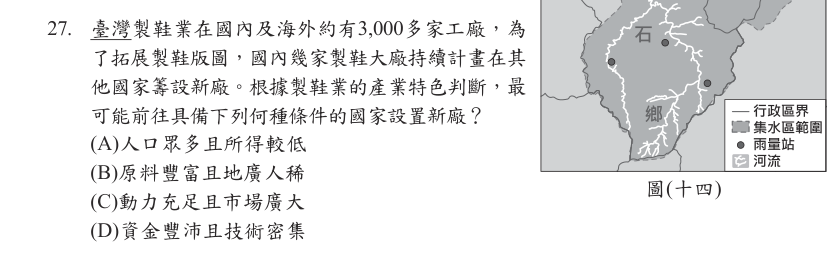 27. 臺灣製鞋業在國內及海外約有3,000多家工廠，為
了拓展製鞋版圖，國內幾家製鞋大廠持續計畫在其
他國家籌設新廠。根據製鞋業的產業特色判斷，最
可能前往具備下列何種條件的國家設置新廠？
(A)人口眾多且所得較低
(B)原料豐富且地廣人稀
(C)動力充足且市場廣大
(D)資金豐沛且技術密集
石
鄉
行政區界
集水區範圍
雨量站
河流
圖(十四)